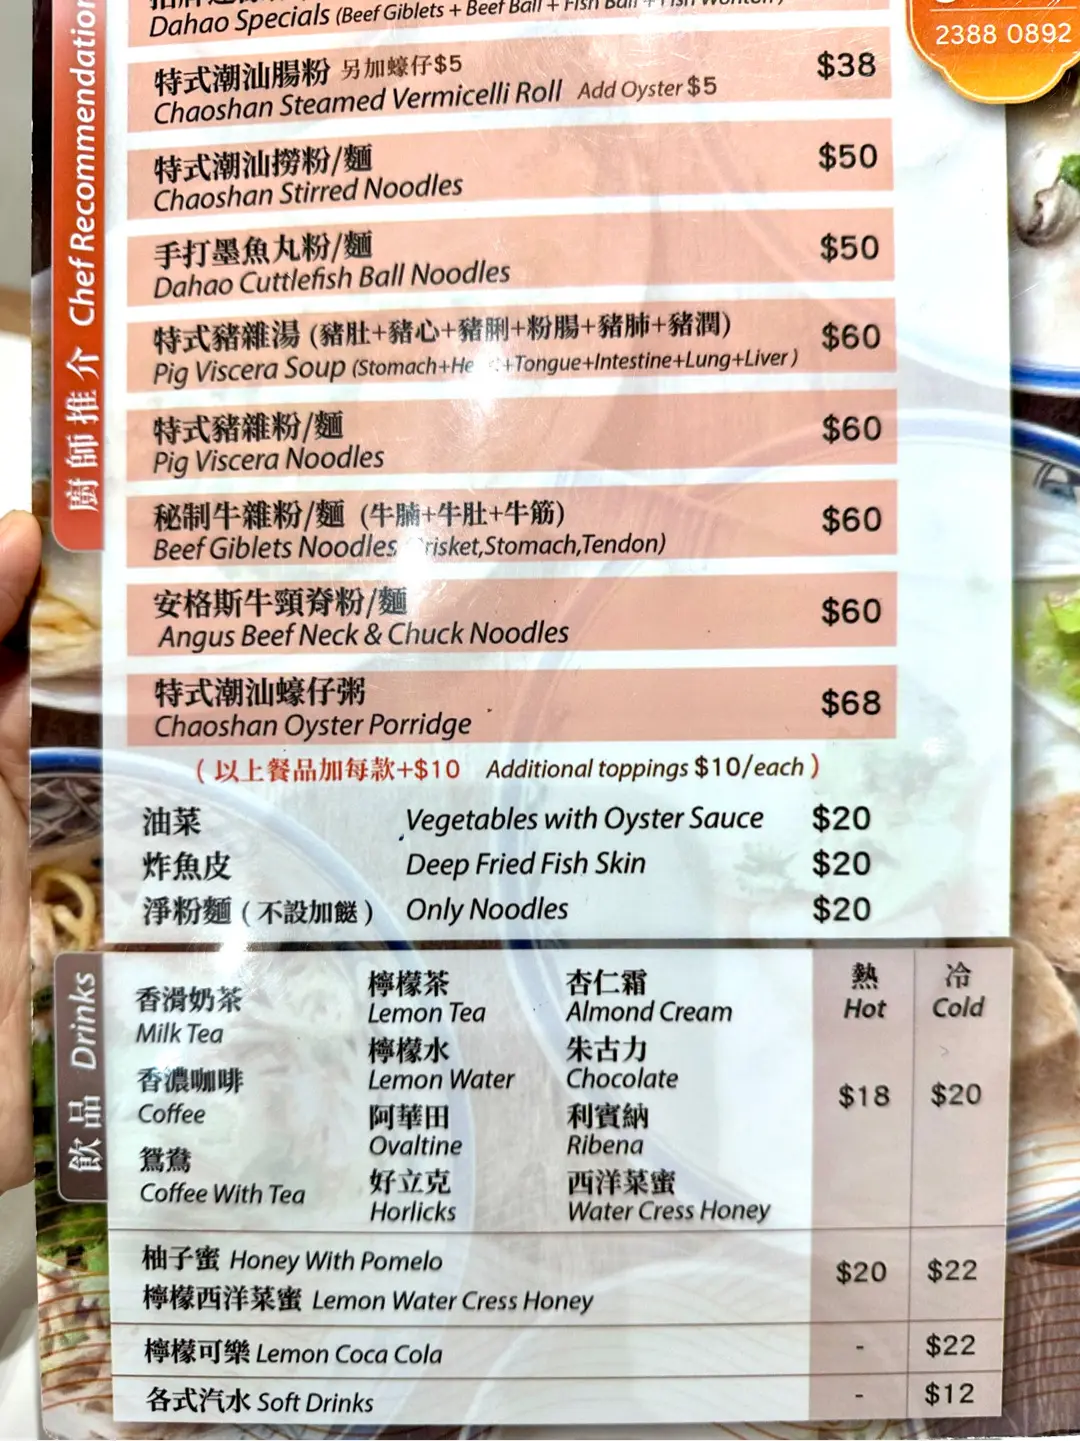 Dahao Specials (Beef Giblets + Beef Ball + Fish Ball + Fish Wonton)
2388 0892
廚師推介 Chef Recommendation
特式潮汕腸粉 另加蠔仔$5 $38
Chaoshan Steamed Vermicelli Roll Add Oyster $5
特式潮汕撈粉/麵 $50
Chaoshan Stirred Noodles
手打墨魚丸粉/麵 $50
Dahao Cuttlefish Ball Noodles
特式豬雜湯 (豬肚+豬心+豬脷+粉腸+豬肺+豬潤) $60
Pig Viscera Soup (Stomach+He +Tongue+Intestine+Lung+Liver )
特式豬雜粉/麵 $60
Pig Viscera Noodles
秘制牛雜粉/麵 (牛腩+牛肚+牛筋) $60
Beef Giblets Noodles risket,Stomach,Tendon)
安格斯牛頸脊粉/麵 $60
Angus Beef Neck & Chuck Noodles
特式潮汕蠔仔粥 $68
Chaoshan Oyster Porridge
( 以上餐品加每款+$10 Additional toppings $10/each )
油菜 Vegetables with Oyster Sauce $20
炸魚皮 Deep Fried Fish Skin $20
淨粉麵 ( 不設加餸 ) Only Noodles $20
飲品 Drinks
熱 冷
Hot Cold
香滑奶茶
Milk Tea
香濃咖啡
Coffee
鴛鴦
Coffee With Tea
檸檬茶
Lemon Tea
檸檬水
Lemon Water
阿華田
Ovaltine
好立克
Horlicks
杏仁霜
Almond Cream
朱古力
Chocolate
利賓納
Ribena
西洋菜蜜
Water Cress Honey
$18 $20
柚子蜜 Honey With Pomelo
檸檬西洋菜蜜 Lemon Water Cress Honey
$20 $22
檸檬可樂 Lemon Coca Cola - $22
各式汽水 Soft Drinks - $12